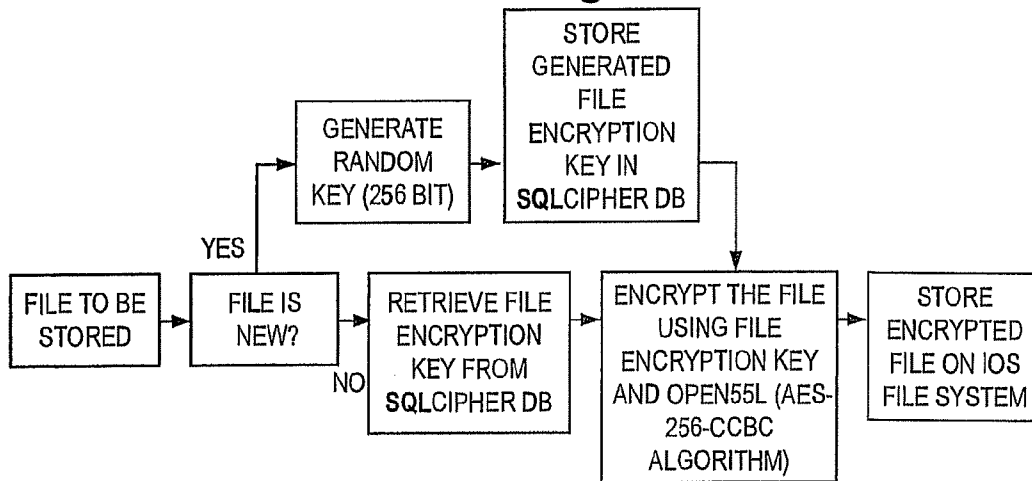 STORE
GENERATED
FILE
ENCRYPTION
KEY IN
SQLCIPHER DB
GENERATE
RANDOM
KEY (256 BIT)
YES
FILE TO BE
STORED
FILE IS
NEW?
NO
RETRIEVE FILE
ENCRYPTION
KEY FROM
SQLCIPHER DB
ENCRYPT THE FILE
USING FILE
ENCRYPTION KEY
AND OPEN55L (AES-
256-CCBC
ALGORITHM)
STORE
ENCRYPTED
FILE ON IOS
FILE SYSTEM